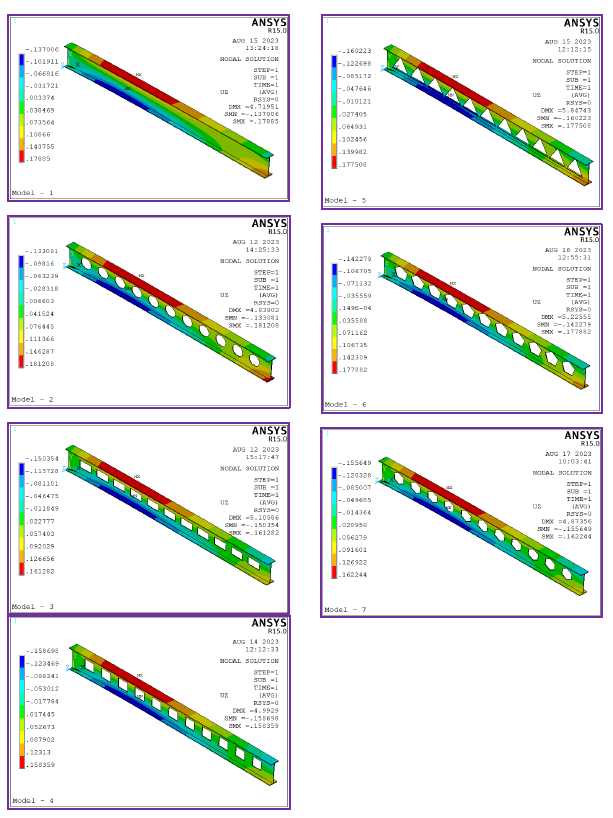 1
ANSYS
R15.0
AUG 15 2023
13:24:18
NODAL SOLUTION
STEP=1
SUB =1
TIME=1
UZ (AVG)
RSYS=0
DMX =4.71951
SMN =-.137006
SMX =.17885
-.137006
-.101911
-.066816
-.031721
.003374
.038469
.073564
.10866
.143755
.17885
MX
X
Model - 1
1
ANSYS
R15.0
AUG 12 2023
14:25:33
NODAL SOLUTION
STEP=1
SUB =1
TIME=1
UZ (AVG)
RSYS=0
DMX =4.83802
SMN =-.133081
SMX =.181208
-.133081
-.09816
-.063239
-.028318
.006603
.041524
.076445
.111366
.146287
.181208
Model - 2
1
ANSYS
R15.0
AUG 12 2023
15:17:47
NODAL SOLUTION
STEP=1
SUB =1
TIME=1
UZ (AVG)
RSYS=0
DMX =5.10586
SMN =-.150354
SMX =.161282
-.150354
-.115728
-.081101
-.046475
-.011849
.022777
.057403
.092029
.126656
.161282
Model - 3
1
ANSYS
R15.0
AUG 14 2023
12:12:33
NODAL SOLUTION
STEP=1
SUB =1
TIME=1
UZ (AVG)
RSYS=0
DMX =4.9929
SMN =-.158698
SMX =.158359
-.158698
-.123469
-.088241
-.053012
-.017784
.017445
.052673
.087902
.12313
.158359
Model - 4
1
ANSYS
R15.0
AUG 15 2023
12:12:15
NODAL SOLUTION
STEP=1
SUB =1
TIME=1
UZ (AVG)
RSYS=0
DMX =5.84743
SMN =-.160223
SMX =.177508
-.160223
-.122698
-.085172
-.047646
-.010121
.027405
.064931
.102456
.139982
.177508
Model - 5
1
ANSYS
R15.0
AUG 16 2023
12:55:31
NODAL SOLUTION
STEP=1
SUB =1
TIME=1
UZ (AVG)
RSYS=0
DMX =5.22555
SMN =-.142279
SMX =.177882
-.142279
-.106705
-.071132
-.035559
.149E-04
.035588
.071162
.106735
.142309
.177882
Model - 6
1
ANSYS
R15.0
AUG 17 2023
10:03:41
NODAL SOLUTION
STEP=1
SUB =1
TIME=1
UZ (AVG)
RSYS=0
DMX =4.87356
SMN =-.155649
SMX =.162244
-.155649
-.120328
-.085007
-.049685
-.014364
.020958
.056279
.091601
.126922
.162244
Model - 7